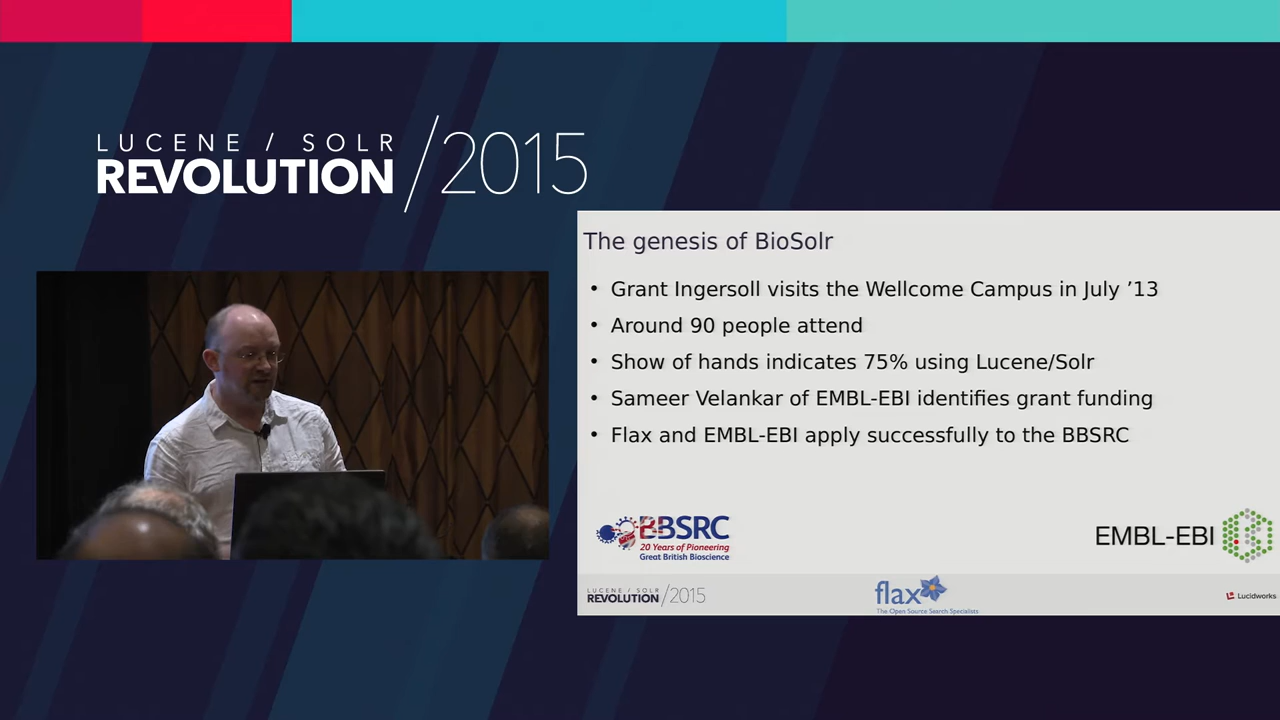 LUCENE / SOLR
REVOLUTION/2015
The genesis of BioSolr
• Grant Ingersoll visits the Wellcome Campus in July ’13
• Around 90 people attend
• Show of hands indicates 75% using Lucene/Solr
• Sameer Velankar of EMBL-EBI identifies grant funding
• Flax and EMBL-EBI apply successfully to the BBSRC
BBSRC
20 Years of Pioneering
Great British Bioscience
EMBL-EBI
LUCENE / SOLR
REVOLUTION/2015
flax
The Open Source Search Specialists
Lucidworks